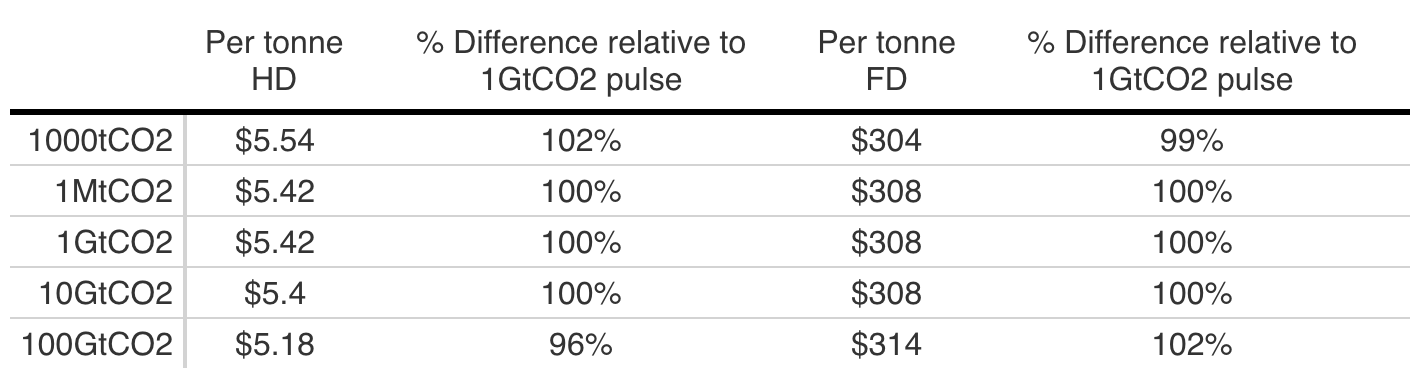 Per tonne % Difference relative to Per tonne % Difference relative to
HD 1GtCO2 pulse FD 1GtCO2 pulse
1000tCO2 $5.54 102% $304 99%
1MtCO2 $5.42 100% $308 100%
1GtCO2 $5.42 100% $308 100%
10GtCO2 $5.4 100% $308 100%
100GtCO2 $5.18 96% $314 102%